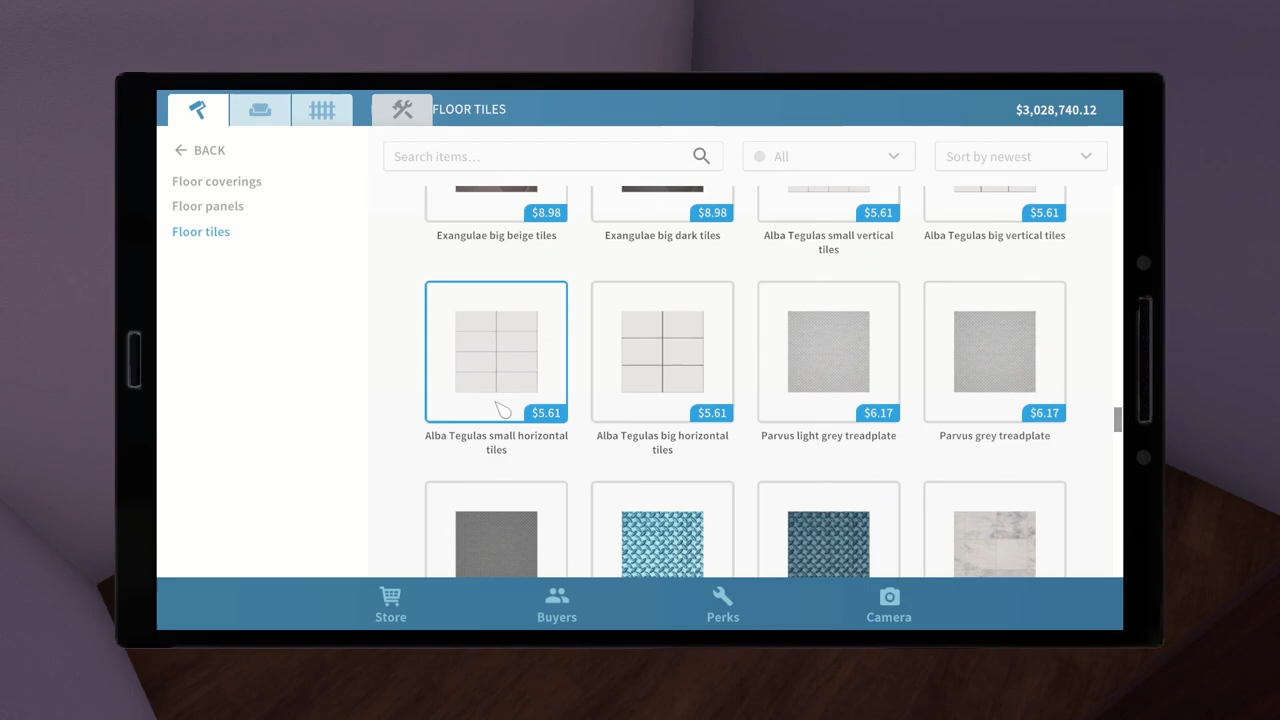 FLOOR TILES
$3,028,740.12
BACK
Search items...
All
Sort by newest
Floor coverings
Floor panels
Floor tiles
$8.98
$8.98
$5.61
$5.61
Exangulae big beige tiles
Exangulae big dark tiles
Alba Tegulas small vertical
tiles
Alba Tegulas big vertical tiles
$5.61
$5.61
$6.17
$6.17
Alba Tegulas small horizontal
tiles
Alba Tegulas big horizontal
tiles
Parvus light grey treadplate
Parvus grey treadplate
Store
Buyers
Perks
Camera